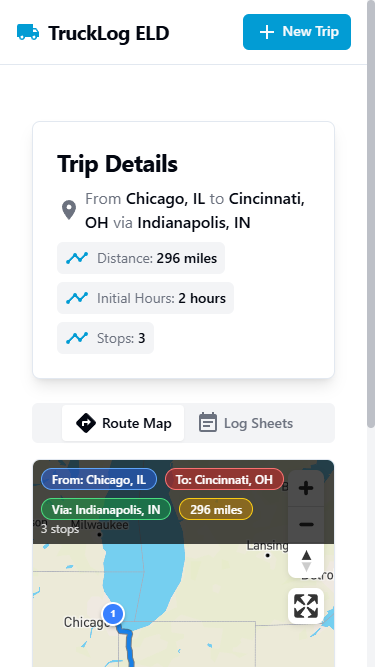 TruckLog ELD
New Trip
Trip Details
From Chicago, IL to Cincinnati,
OH via Indianapolis, IN
Distance: 296 miles
Initial Hours: 2 hours
Stops: 3
Route Map
Log Sheets
From: Chicago, IL
To: Cincinnati, OH
Via: Indianapolis, IN
296 miles
3 stops
Milwaukee
Lansing
Chicago
1